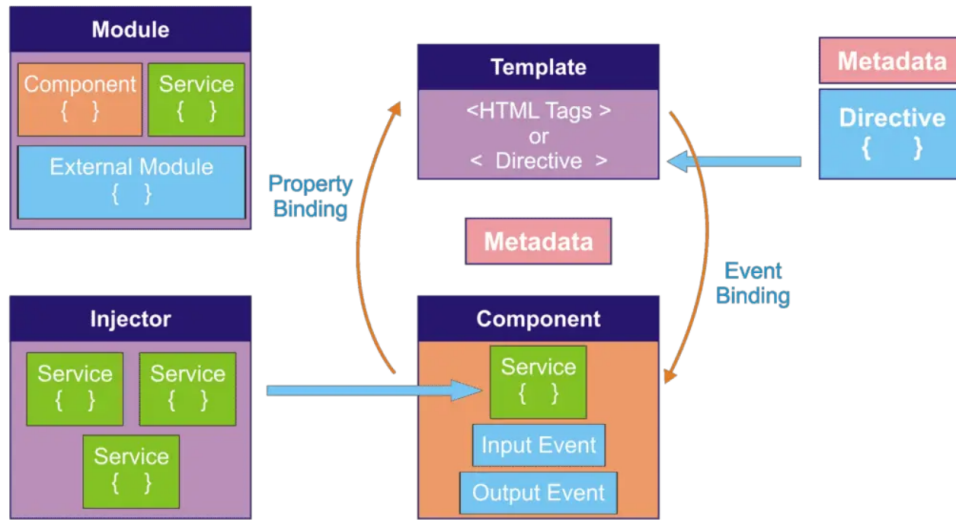 Module
Component
{ }
Service
{ }
External Module
{ }
Template
<HTML Tags >
or
< Directive >
Metadata
Directive
{ }
Property
Binding
Metadata
Event
Binding
Injector
Service
{ }
Service
{ }
Service
{ }
Component
Service
{ }
Input Event
Output Event